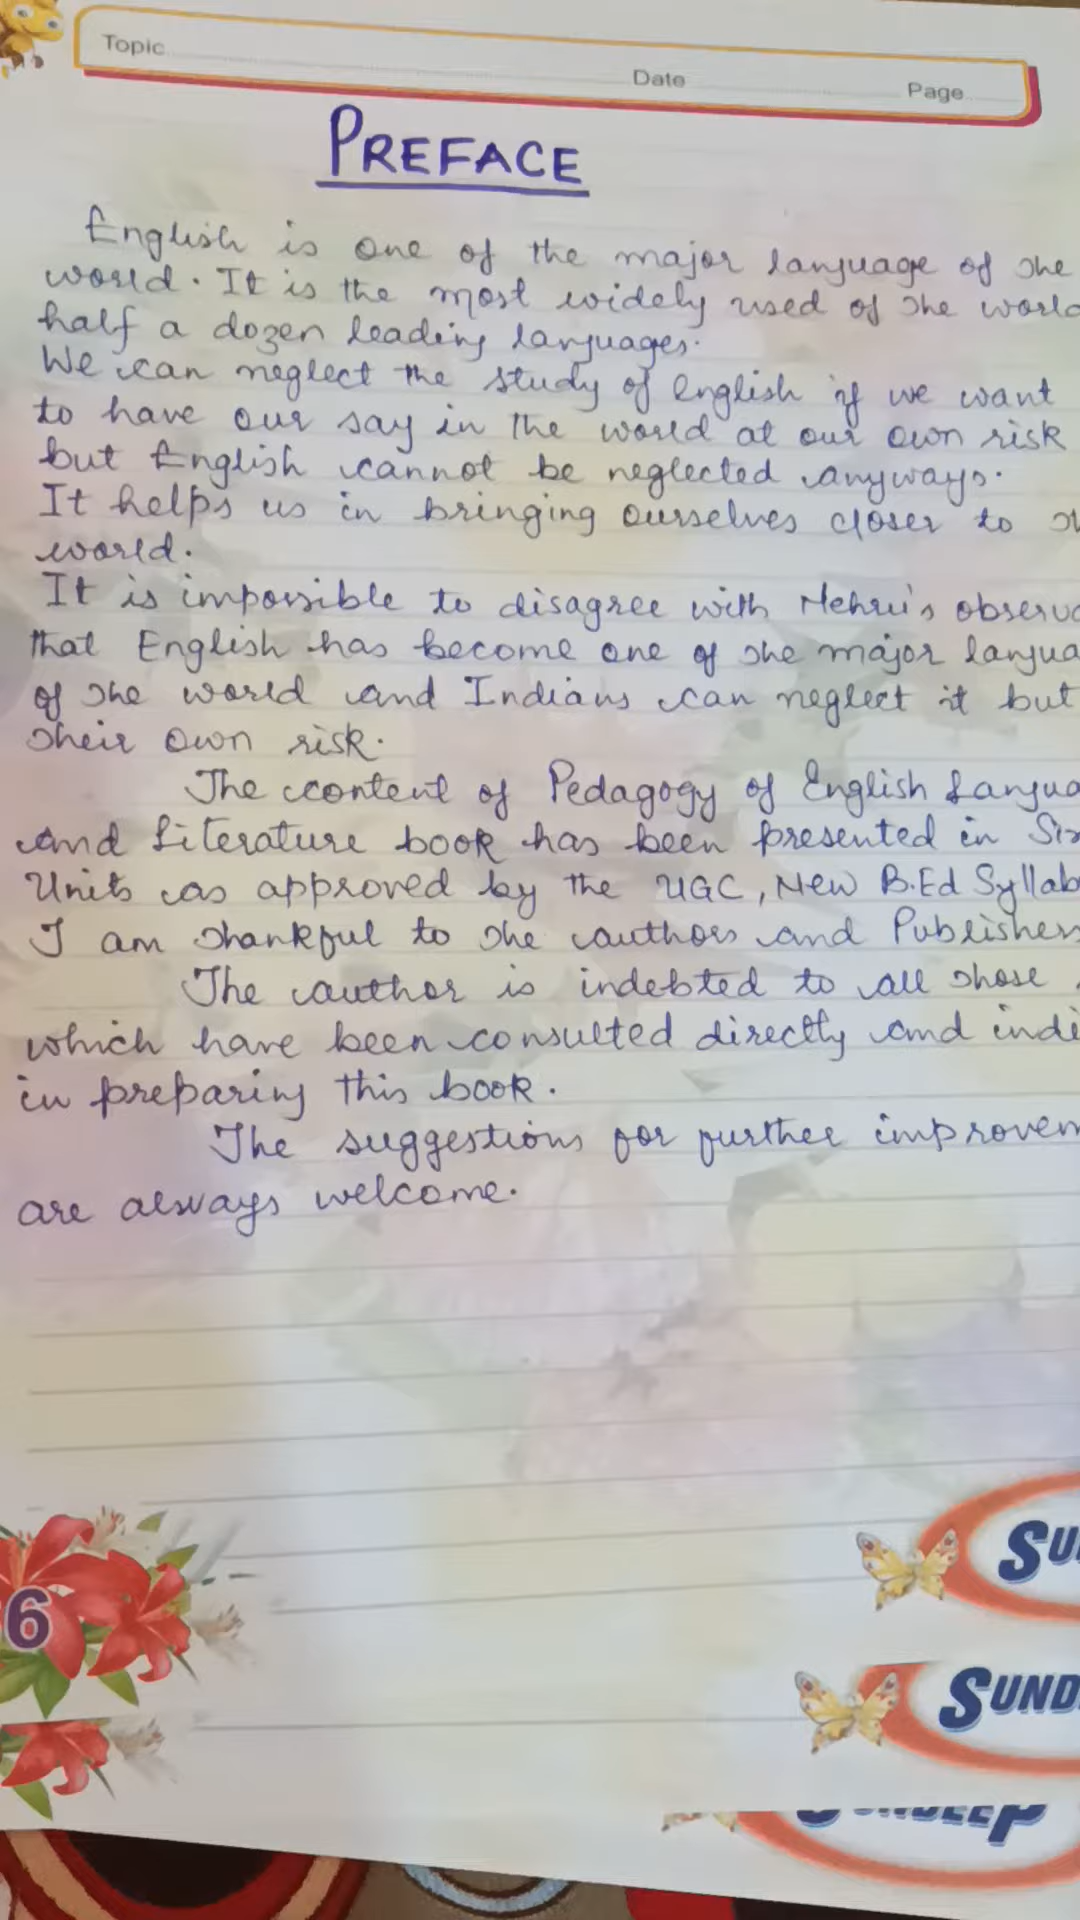 Topic
Date
Page
PREFACE
English is one of the major language of the
world. It is the most widely used of the world
half a dozen leading languages.
We can neglect the study of English if we want
to have our say in the world at our own risk
but English cannot be neglected anyways.
It helps us in bringing ourselves closer to
world.
It is impossible to disagree with Nehru's
that English has become one of the major
of the world and Indians can neglect it but
their own risk.
The content of Pedagogy of English
and Literature book has been presented in
Units as approved by the UGC, New B.Ed
I am thankful to the authors and Publishers
The author is indebted to all those
which have been consulted directly and
in preparing this book.
The suggestions for further
are always welcome.
6
SU
SUND
SUNDEEP